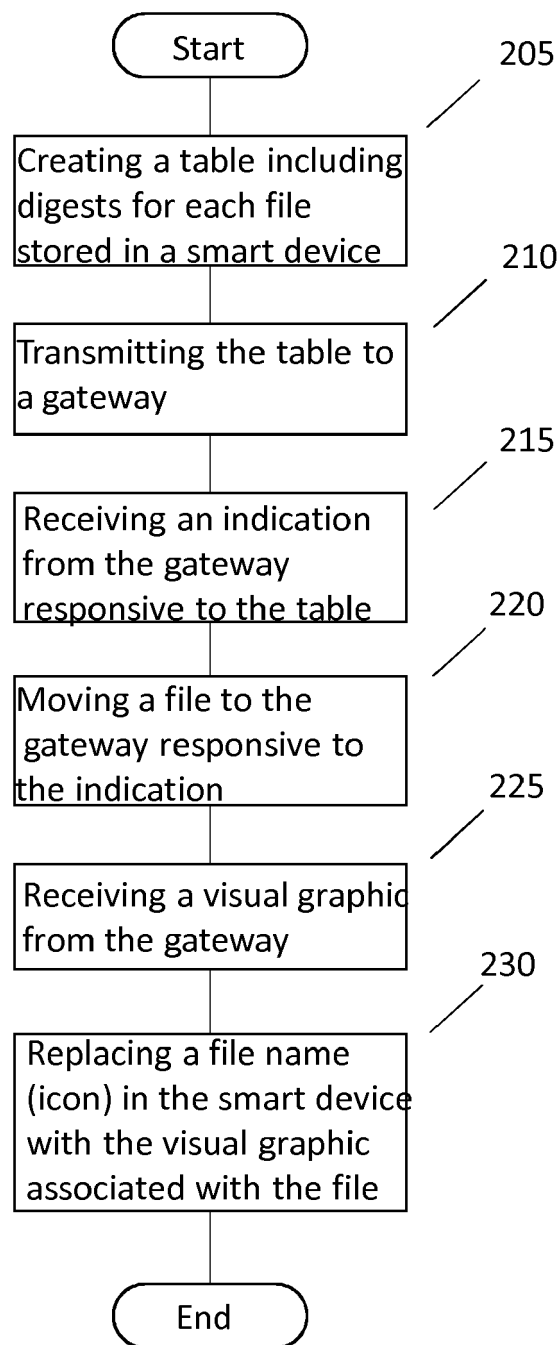 Start
205
Creating a table including
digests for each file
stored in a smart device
210
Transmitting the table to
a gateway
215
Receiving an indication
from the gateway
responsive to the table
220
Moving a file to the
gateway responsive to
the indication
225
Receiving a visual graphic
from the gateway
230
Replacing a file name
(icon) in the smart device
with the visual graphic
associated with the file
End